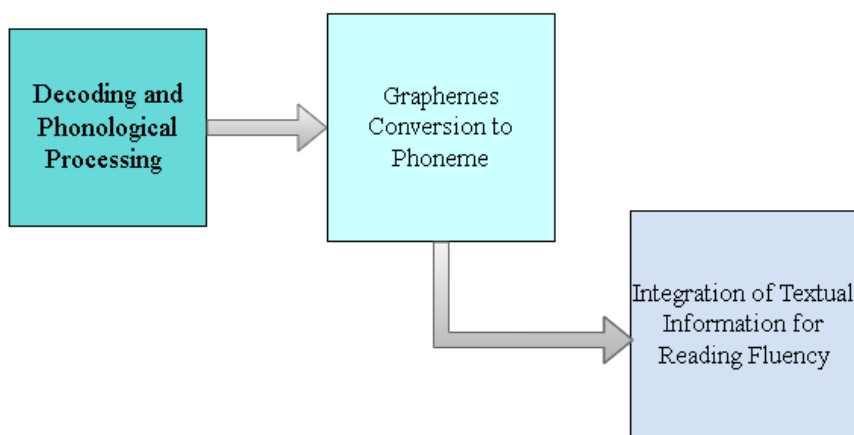 Decoding and
Phonological
Processing
Graphemes
Conversion to
Phoneme
Integration of Textual
Information for
Reading Fluency